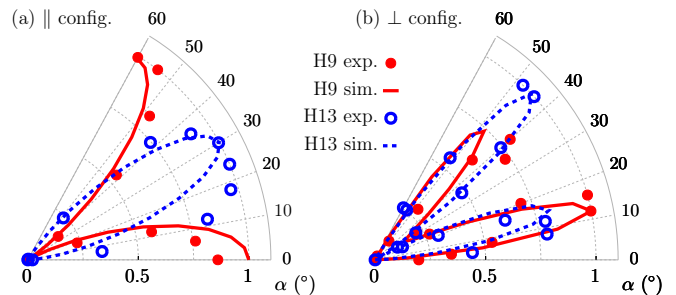 (a) ∥ config.
60
50
40
30
20
10
0
0
0.5
1
α (°)
H9 exp.
H9 sim.
H13 exp.
H13 sim.
(b) ⊥ config.
60
50
40
30
20
10
0
0
0.5
1
α (°)